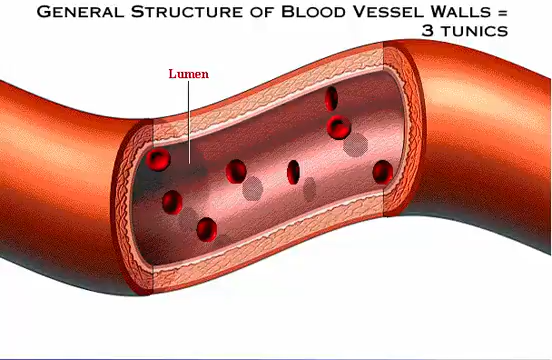 GENERAL STRUCTURE OF BLOOD VESSEL WALLS =
3 TUNICS
Lumen